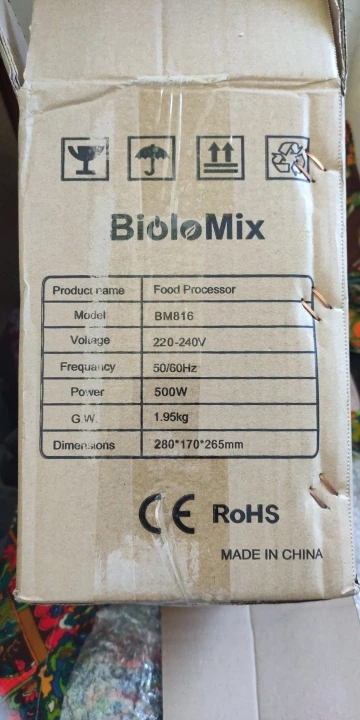 BioloMix
Product name Food Processor
Model BM816
Voltage 220-240V
Frequancy 50/60Hz
Power 500W
G.W. 1.95kg
Dimensions 280*170*265mm
CE RoHS
MADE IN CHINA